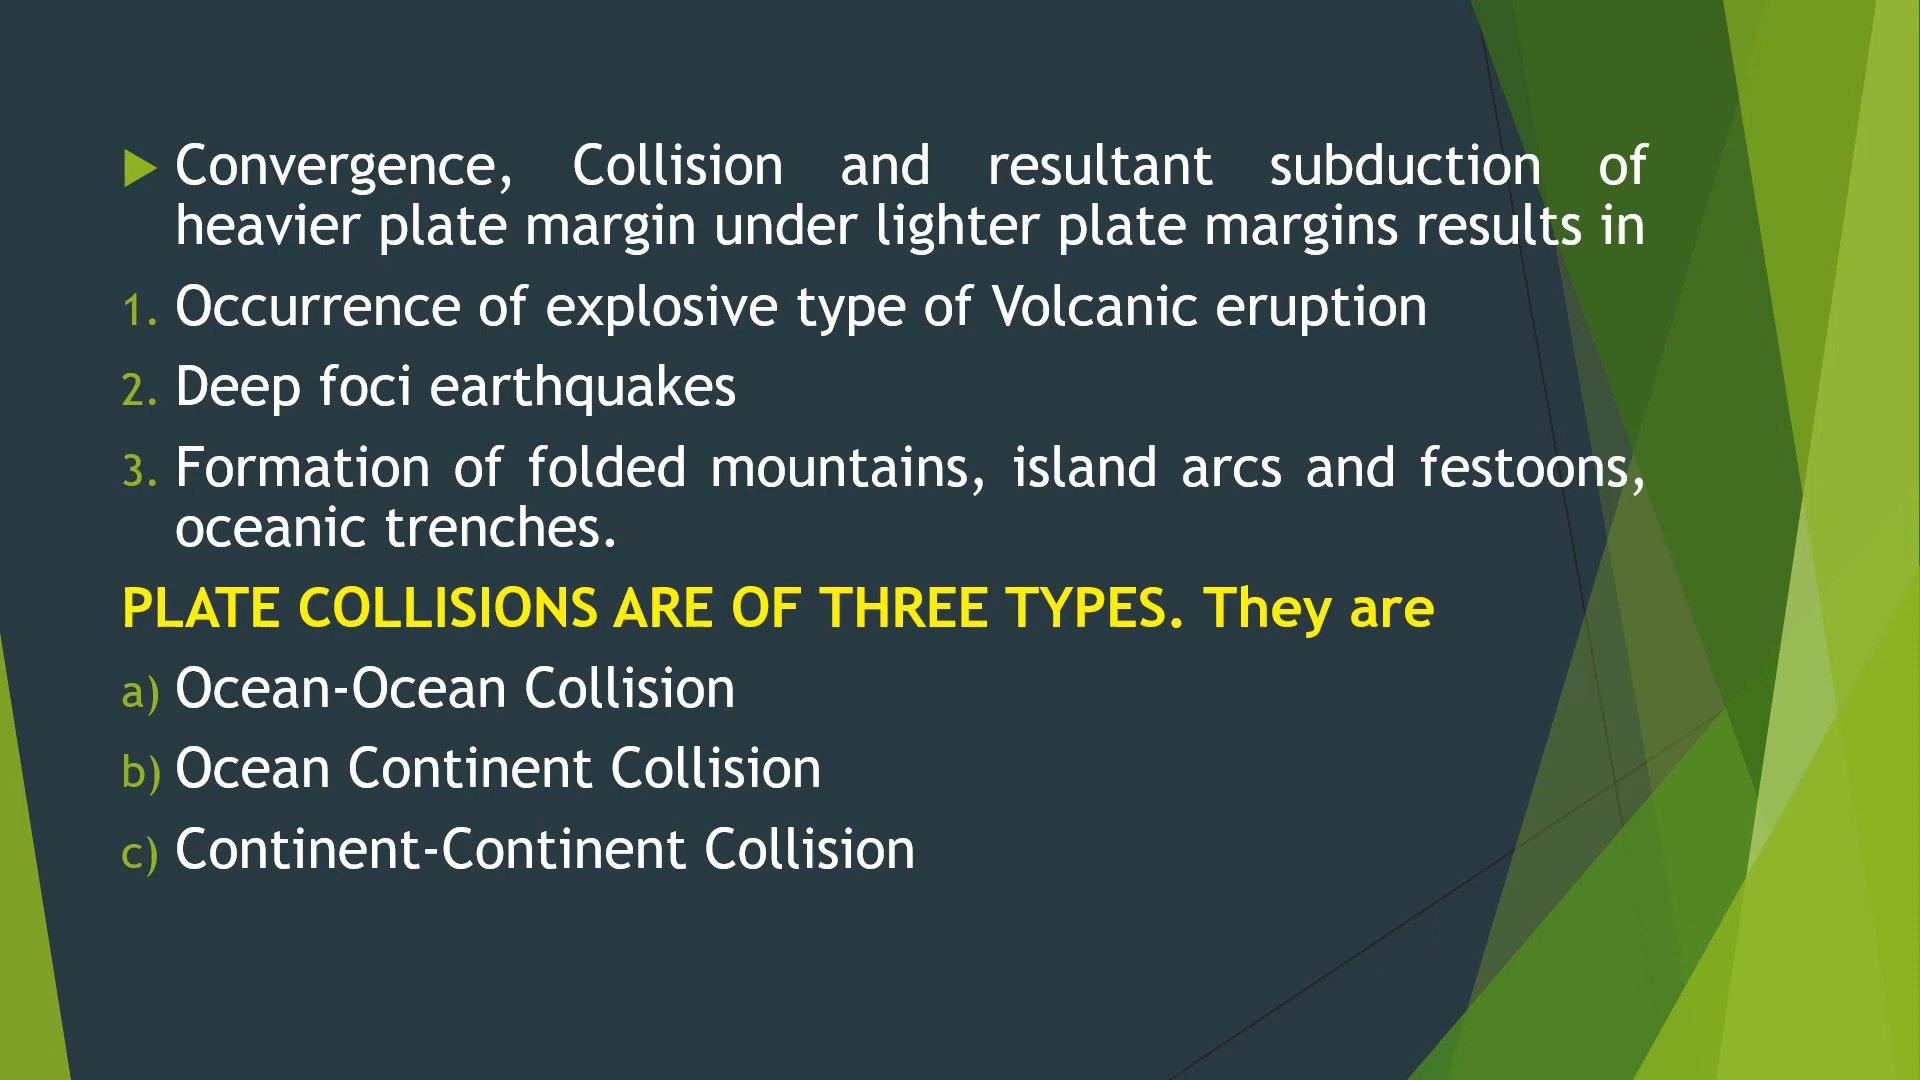 Convergence, Collision and resultant subduction of
heavier plate margin under lighter plate margins results in
1. Occurrence of explosive type of Volcanic eruption
2. Deep foci earthquakes
3. Formation of folded mountains, island arcs and festoons,
oceanic trenches.
PLATE COLLISIONS ARE OF THREE TYPES. They are
a) Ocean-Ocean Collision
b) Ocean Continent Collision
c) Continent-Continent Collision